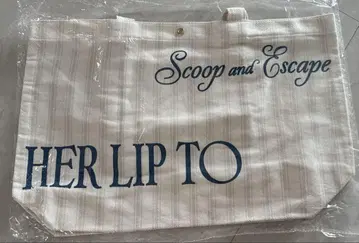 Scoop and Escape
HER LIP TO